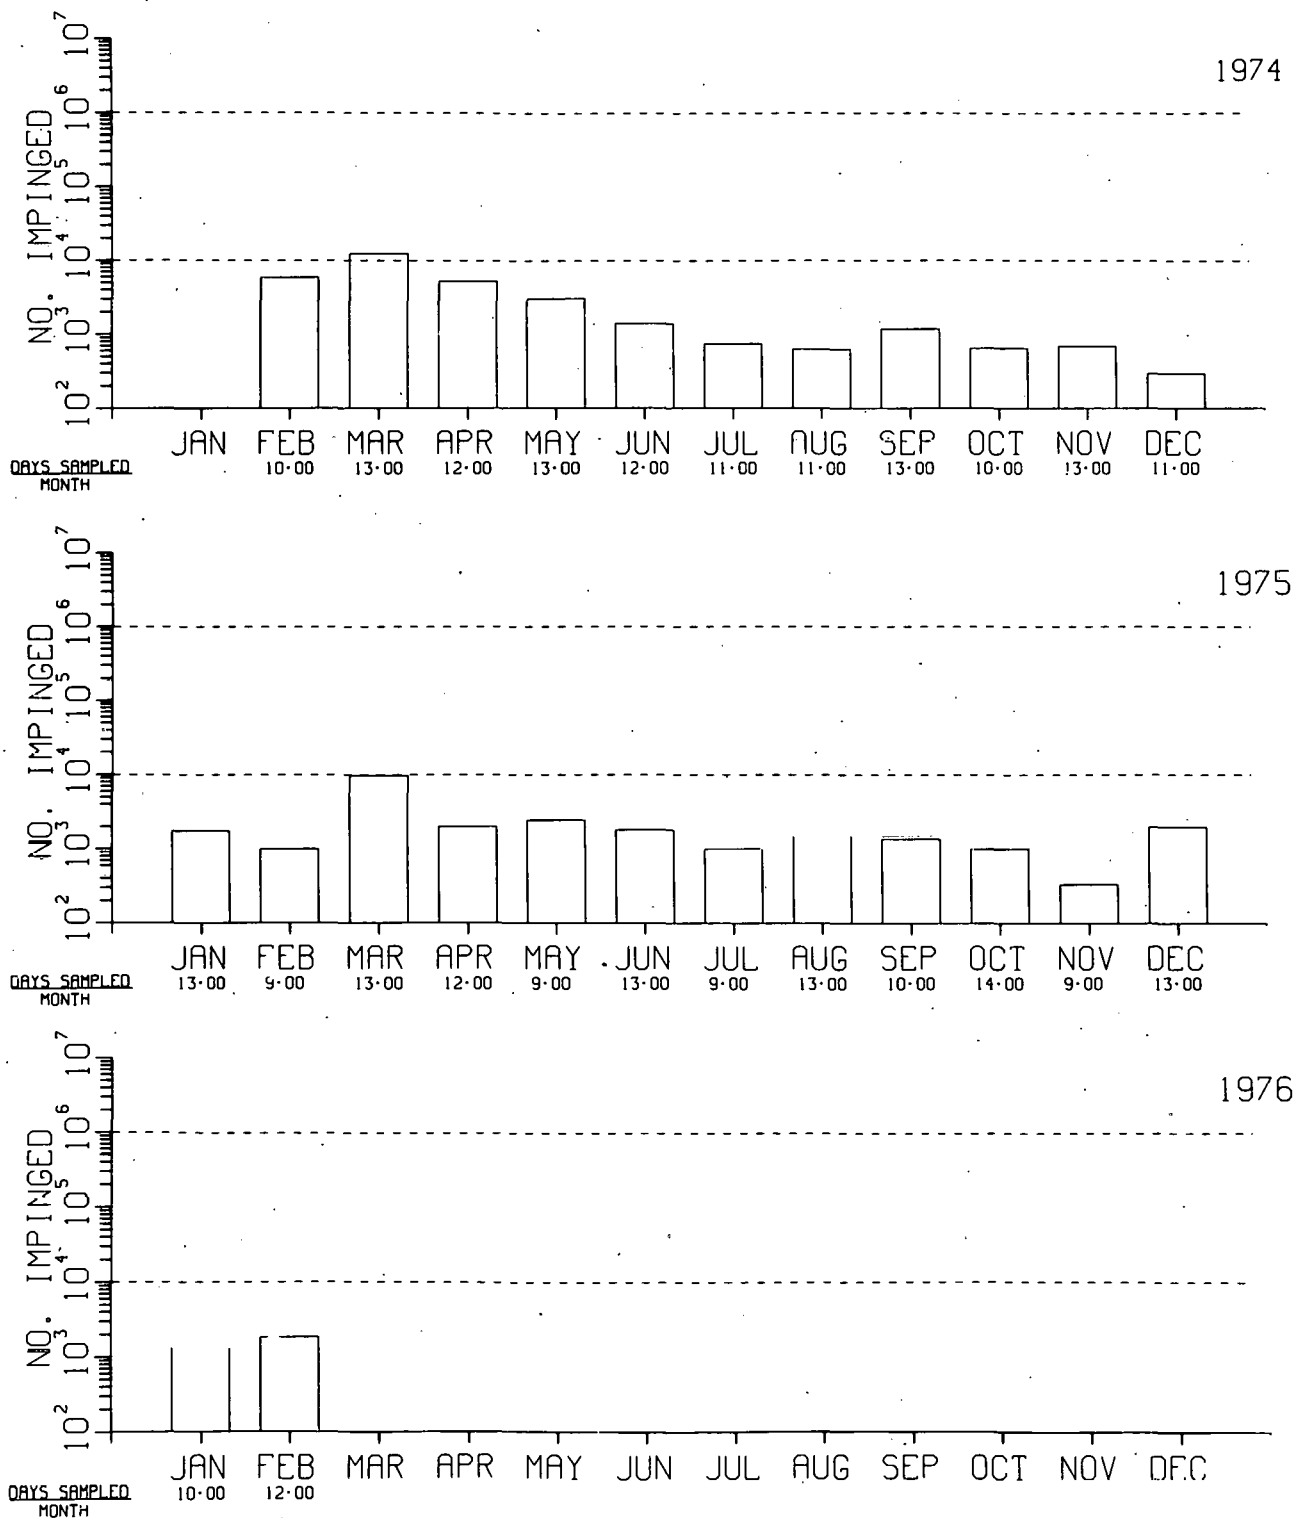 1974
NO. IMPINGED
10^7
10^6
10^5
10^4
10^3
10^2
JAN FEB MAR APR MAY JUN JUL AUG SEP OCT NOV DEC
DAYS SAMPLED
MONTH
10.00 13.00 12.00 13.00 12.00 11.00 11.00 13.00 10.00 13.00 11.00
1975
NO. IMPINGED
10^7
10^6
10^5
10^4
10^3
10^2
JAN FEB MAR APR MAY JUN JUL AUG SEP OCT NOV DEC
DAYS SAMPLED
MONTH
13.00 9.00 13.00 12.00 9.00 13.00 9.00 13.00 10.00 14.00 9.00 13.00
1976
NO. IMPINGED
10^7
10^6
10^5
10^4
10^3
10^2
JAN FEB MAR APR MAY JUN JUL AUG SEP OCT NOV DEC
DAYS SAMPLED
MONTH
10.00 12.00